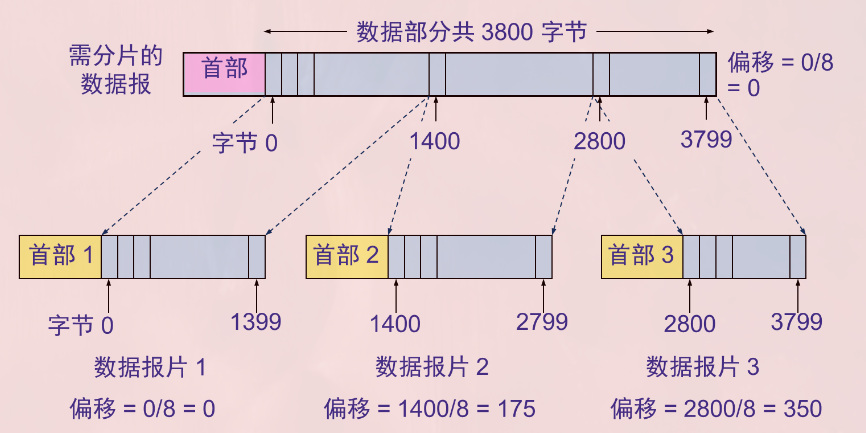 数据部分共 3800 字节
需分片的
数据报
首部
偏移 = 0/8
= 0
字节 0
1400
2800
3799
首部 1
首部 2
首部 3
字节 0
1399
1400
2799
2800
3799
数据报片 1
数据报片 2
数据报片 3
偏移 = 0/8 = 0
偏移 = 1400/8 = 175
偏移 = 2800/8 = 350